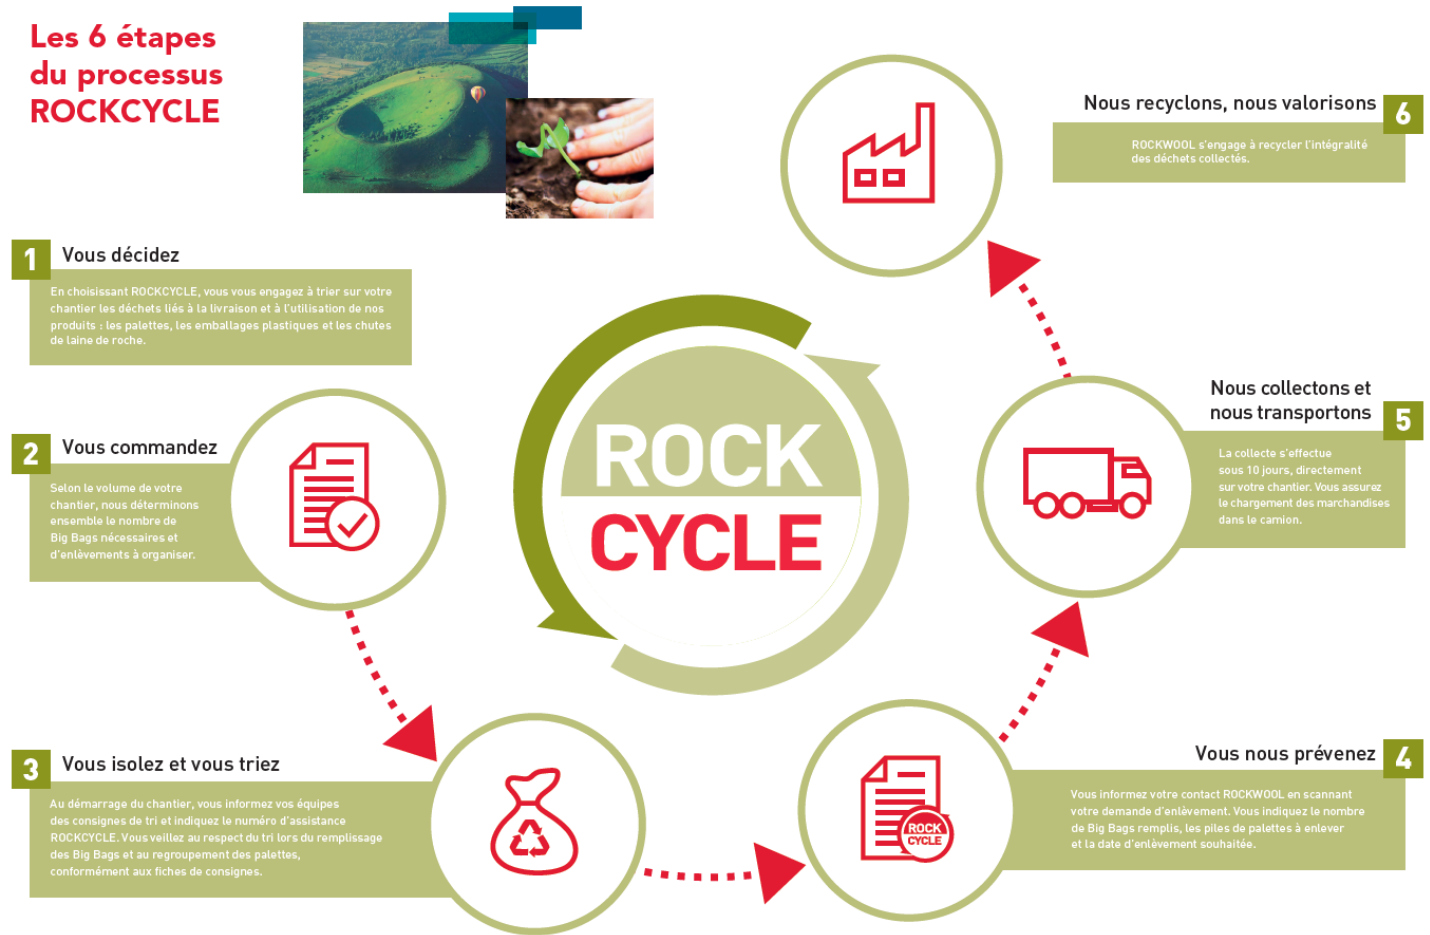 Les 6 étapes
du processus
ROCKCYCLE
1
Vous décidez
En choisissant ROCKCYCLE, vous vous engagez à trier sur votre
chantier les déchets liés à la livraison et à l'utilisation de nos
produits : les palettes, les emballages plastiques et les chutes
de laine de roche.
2
Vous commandez
Selon le volume de votre
chantier, nous déterminons
ensemble le nombre de
Big Bags nécessaires et
d'enlèvements à organiser.
3
Vous isolez et vous triez
Au démarrage du chantier, vous informez vos équipes
des consignes de tri et indiquez le numéro d'assistance
ROCKCYCLE. Vous veillez au respect du tri lors du remplissage
des Big Bags et au regroupement des palettes,
conformément aux fiches de consignes.
ROCK
CYCLE
Vous nous prévenez
4
Vous informez votre contact ROCKWOOL en scannant
votre demande d'enlèvement. Vous indiquez le nombre
de Big Bags remplis, les piles de palettes à enlever
et la date d'enlèvement souhaitée.
ROCK
CYCLE
Nous collectons et
nous transportons
5
La collecte s'effectue
sous 10 jours, directement
sur votre chantier. Vous assurez
le chargement des marchandises
dans le camion.
Nous recyclons, nous valorisons
6
ROCKWOOL s'engage à recycler l'intégralité
des déchets collectés.